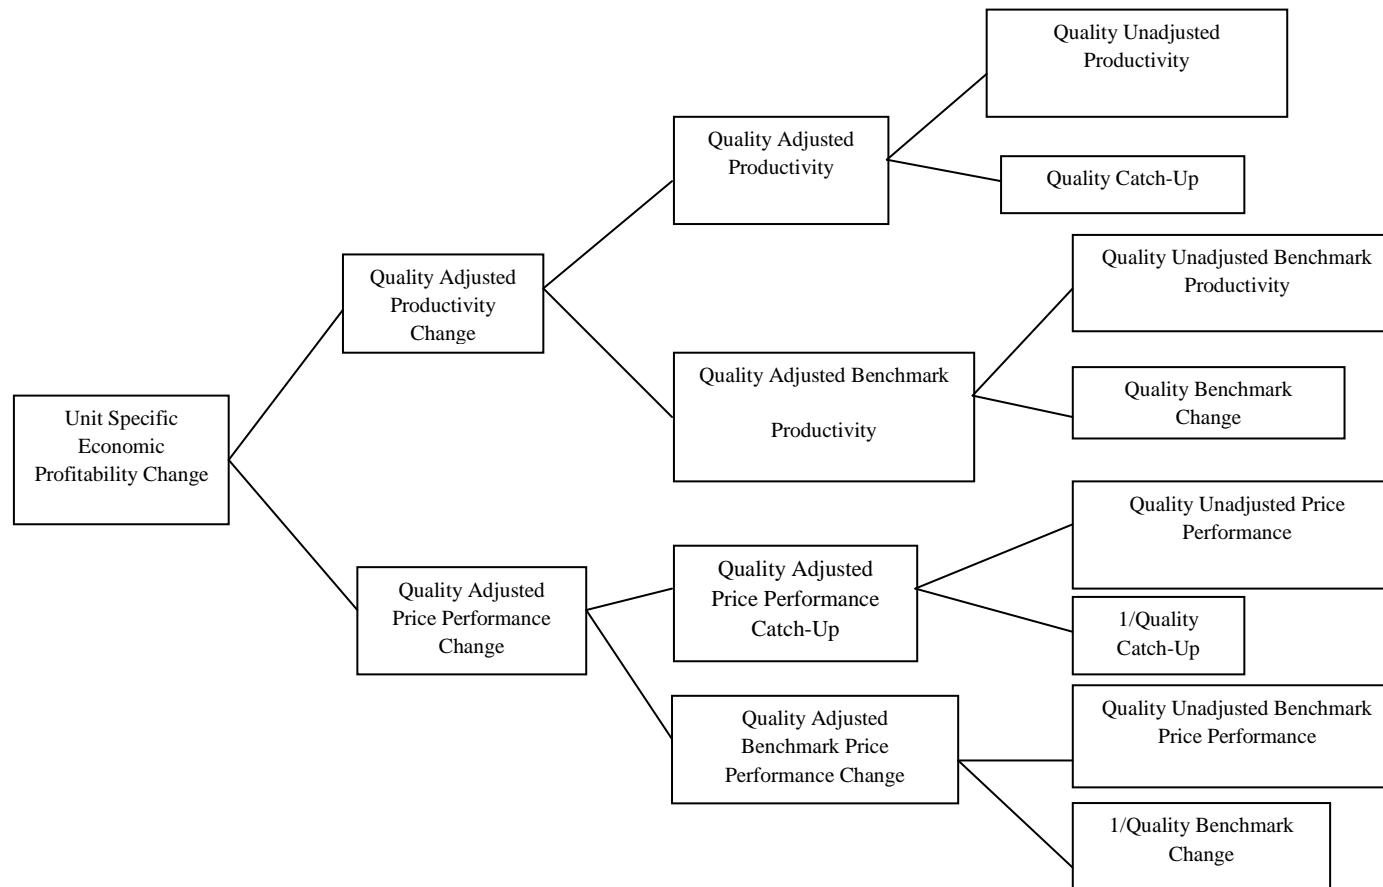 Quality Unadjusted
Productivity
Quality Adjusted
Productivity
Quality Catch-Up
Quality Adjusted
Productivity
Change
Quality Unadjusted Benchmark
Productivity
Quality Adjusted Benchmark
Productivity
Quality Benchmark
Change
Unit Specific
Economic
Profitability Change
Quality Unadjusted Price
Performance
Quality Adjusted
Price Performance
Change
Quality Adjusted
Price Performance
Catch-Up
1/Quality
Catch-Up
Quality Adjusted
Benchmark Price
Performance Change
Quality Unadjusted Benchmark
Price Performance
1/Quality Benchmark
Change